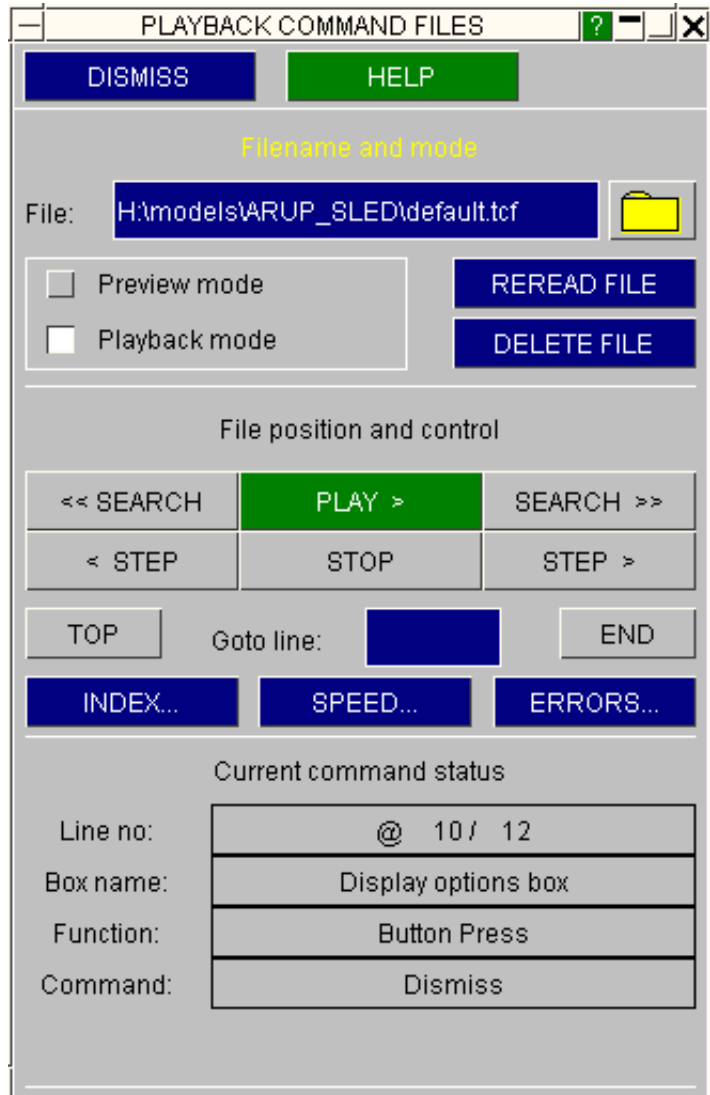 PLAYBACK COMMAND FILES ?
DISMISS HELP
Filename and mode
File: H:\models\ARUP_SLED\default.tcf
Preview mode REREAD FILE
Playback mode DELETE FILE
File position and control
<< SEARCH PLAY > SEARCH >>
< STEP STOP STEP >
TOP Goto line: END
INDEX... SPEED... ERRORS...
Current command status
Line no: @ 10 / 12
Box name: Display options box
Function: Button Press
Command: Dismiss